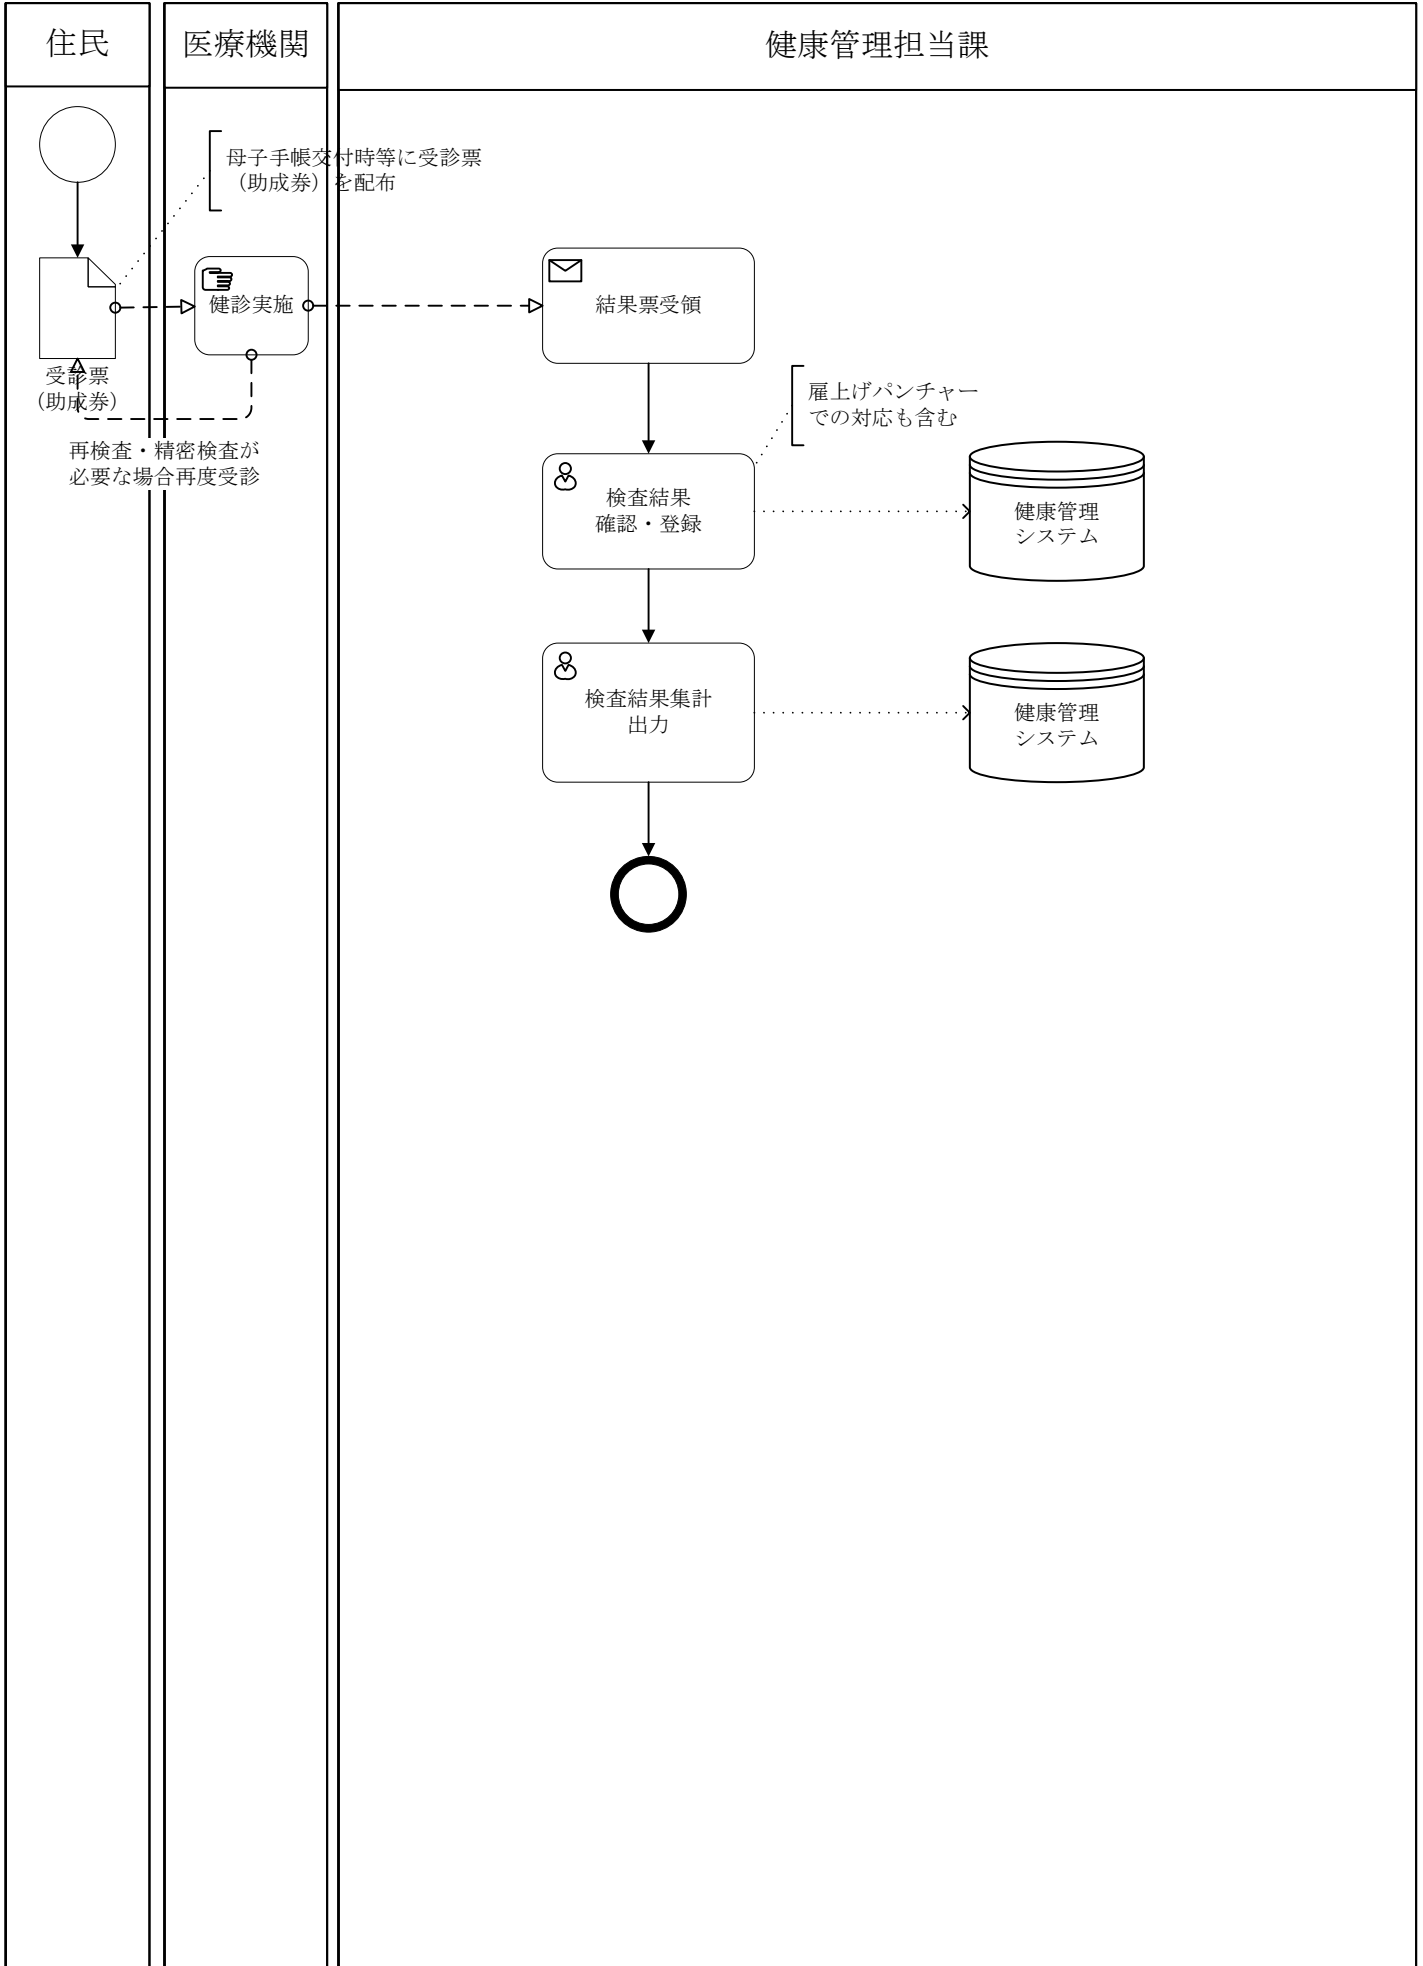 住民
医療機関
健康管理担当課
母子手帳交付時等に受診票
（助成券）を配布
健診実施
結果票受領
受診票
（助成券）
再検査・精密検査が
必要な場合再度受診
雇上げパンチャー
での対応も含む
検査結果
確認・登録
健康管理
システム
検査結果集計
出力
健康管理
システム